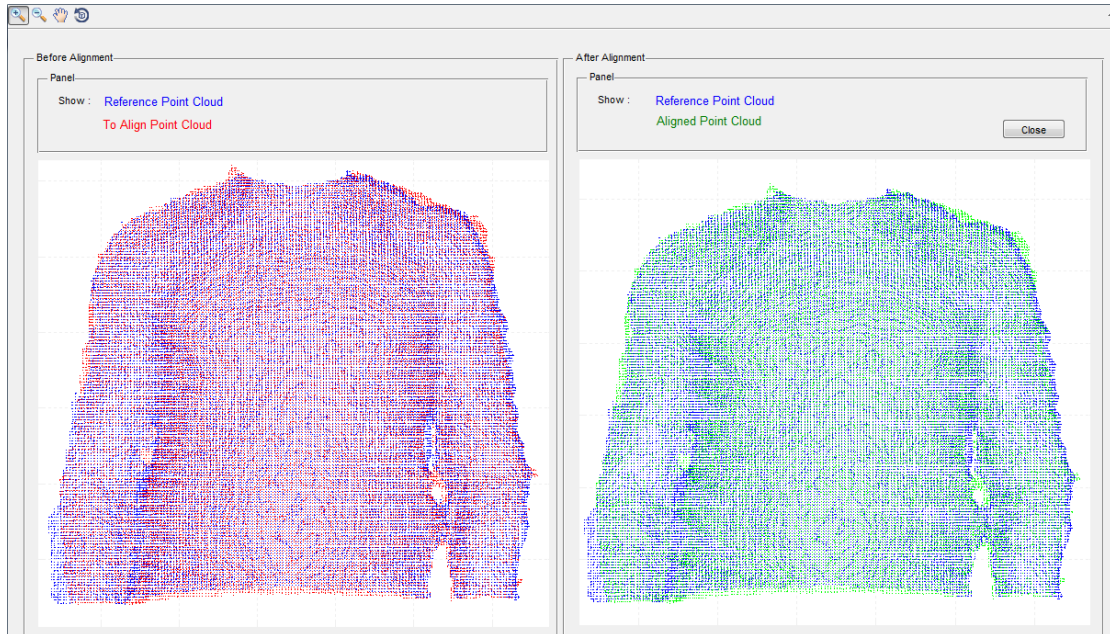 Before Alignment
Panel
Show : Reference Point Cloud
To Align Point Cloud
After Alignment
Panel
Show : Reference Point Cloud
Aligned Point Cloud
Close